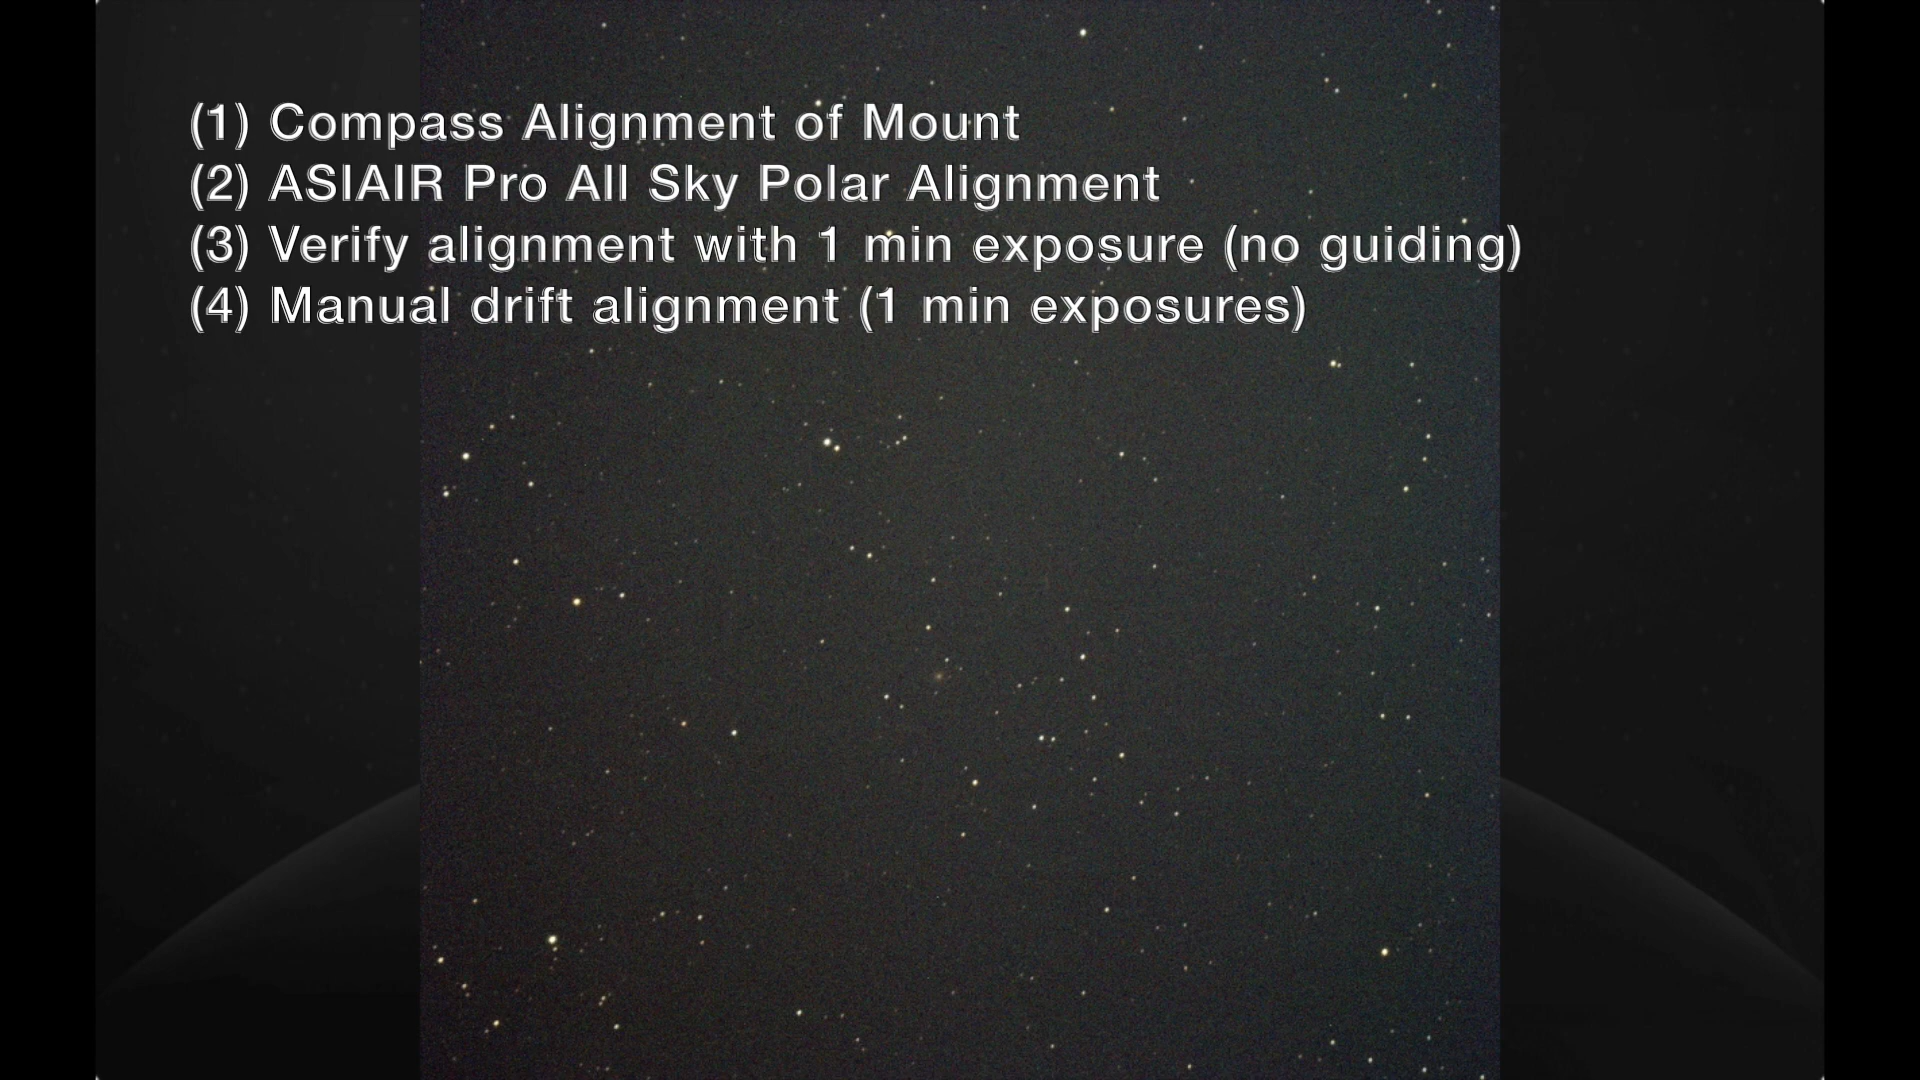 (1) Compass Alignment of Mount
(2) ASIAIR Pro All Sky Polar Alignment
(3) Verify alignment with 1 min exposure (no guiding)
(4) Manual drift alignment (1 min exposures)